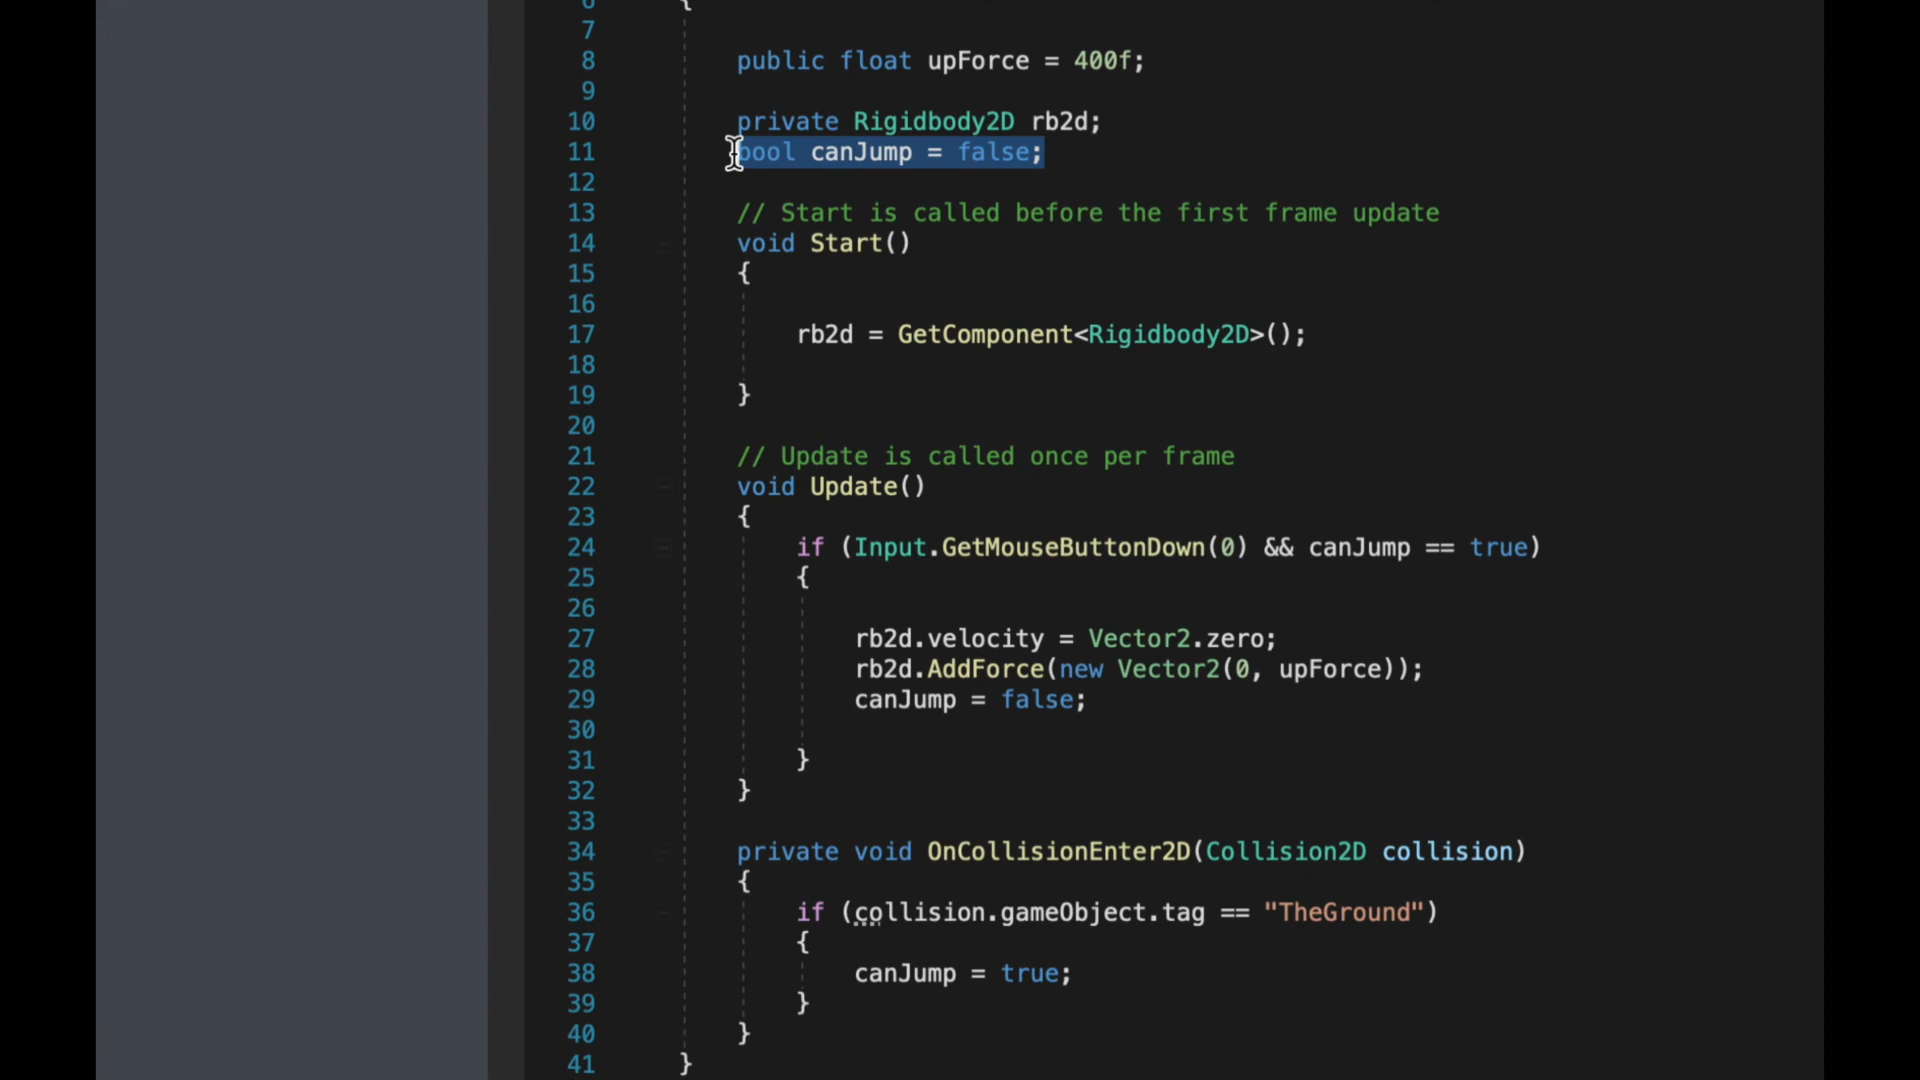 6 {
7
8 public float upForce = 400f;
9
10 private Rigidbody2D rb2d;
11 bool canJump = false;
12
13 // Start is called before the first frame update
14 void Start()
15 {
16
17 rb2d = GetComponent<Rigidbody2D>();
18
19 }
20
21 // Update is called once per frame
22 void Update()
23 {
24 if (Input.GetMouseButtonDown(0) && canJump == true)
25 {
26
27 rb2d.velocity = Vector2.zero;
28 rb2d.AddForce(new Vector2(0, upForce));
29 canJump = false;
30
31 }
32 }
33
34 private void OnCollisionEnter2D(Collision2D collision)
35 {
36 if (collision.gameObject.tag == "TheGround")
37 {
38 canJump = true;
39 }
40 }
41 }